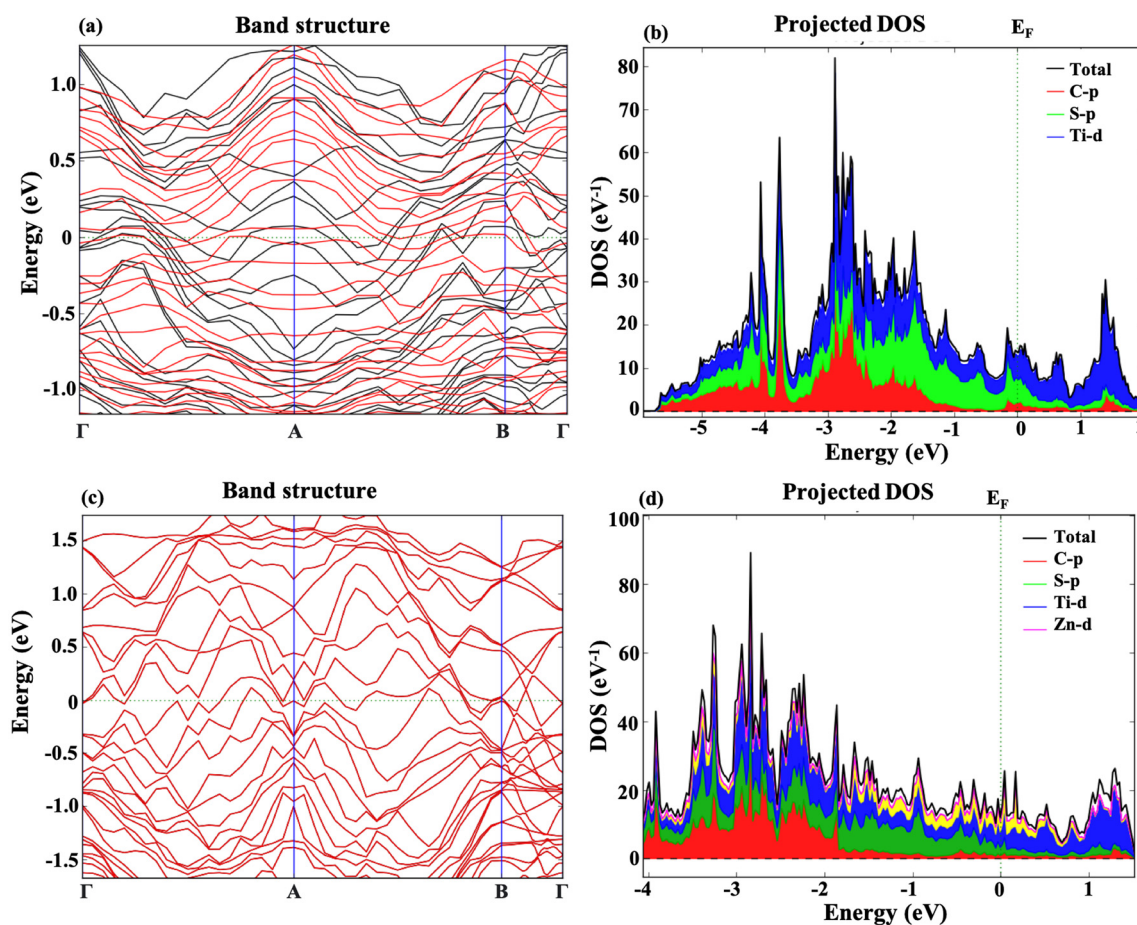 (a) Band structure
Energy (eV)
1.0
0.5
0
-0.5
-1.0
Γ A B Γ
(b) Projected DOS E_F
DOS (eV⁻¹)
80
70
60
50
40
30
20
10
0
Total
C-p
S-p
Ti-d
-5 -4 -3 -2 -1 0 1
Energy (eV)
(c) Band structure
Energy (eV)
1.5
1.0
0.5
0
-0.5
-1.0
-1.5
Γ A B Γ
(d) Projected DOS E_F
DOS (eV⁻¹)
100
80
60
40
20
0
Total
C-p
S-p
Ti-d
Zn-d
-4 -3 -2 -1 0 1
Energy (eV)